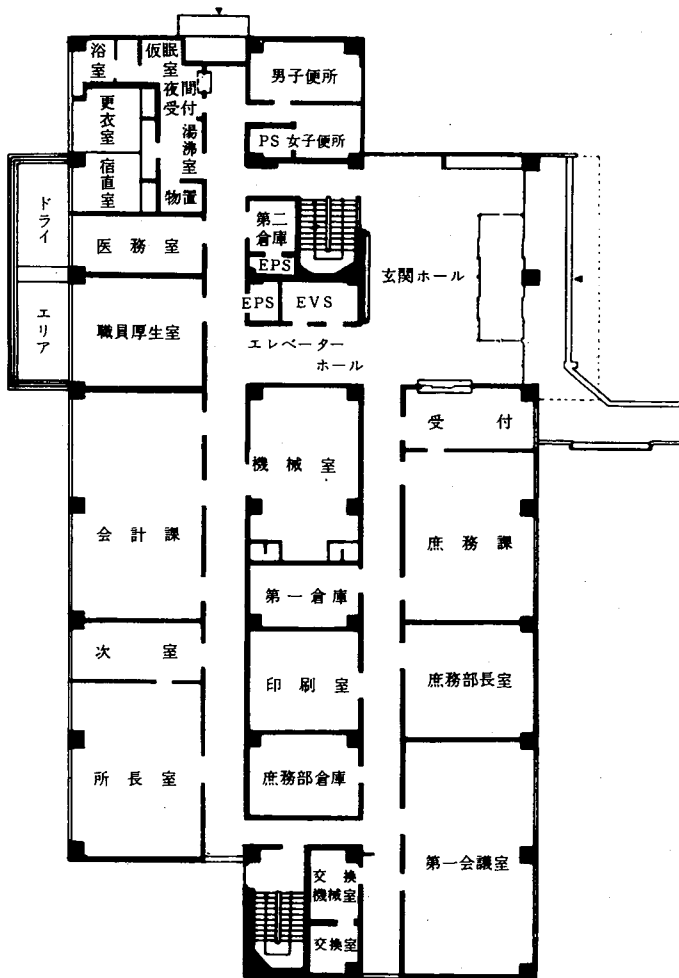 浴室
仮眠室
夜間受付
男子便所
更衣室
湯沸室
PS 女子便所
宿直室
物置
ドライ
エリア
医務室
第二倉庫
EPS
玄関ホール
職員厚生室
EPS
EVS
エレベーター
ホール
受付
機械室
会計課
庶務課
第一倉庫
次室
印刷室
庶務部長室
所長室
庶務部倉庫
第一会議室
交換
機械室
交換室